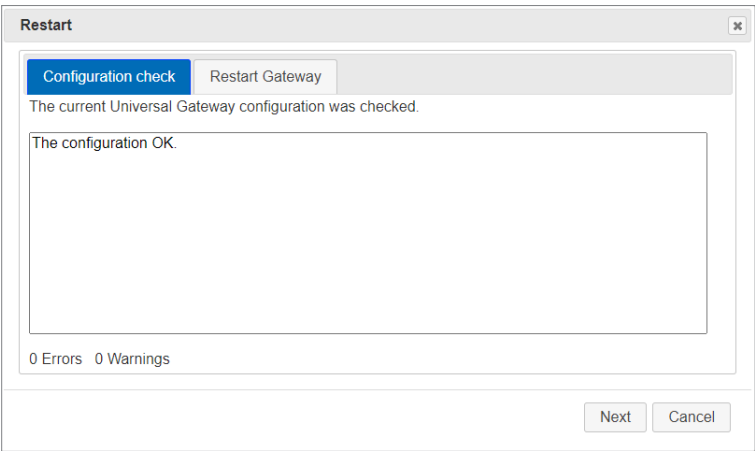 Restart
Configuration check
Restart Gateway
The current Universal Gateway configuration was checked.
The configuration OK.
0 Errors 0 Warnings
Next
Cancel